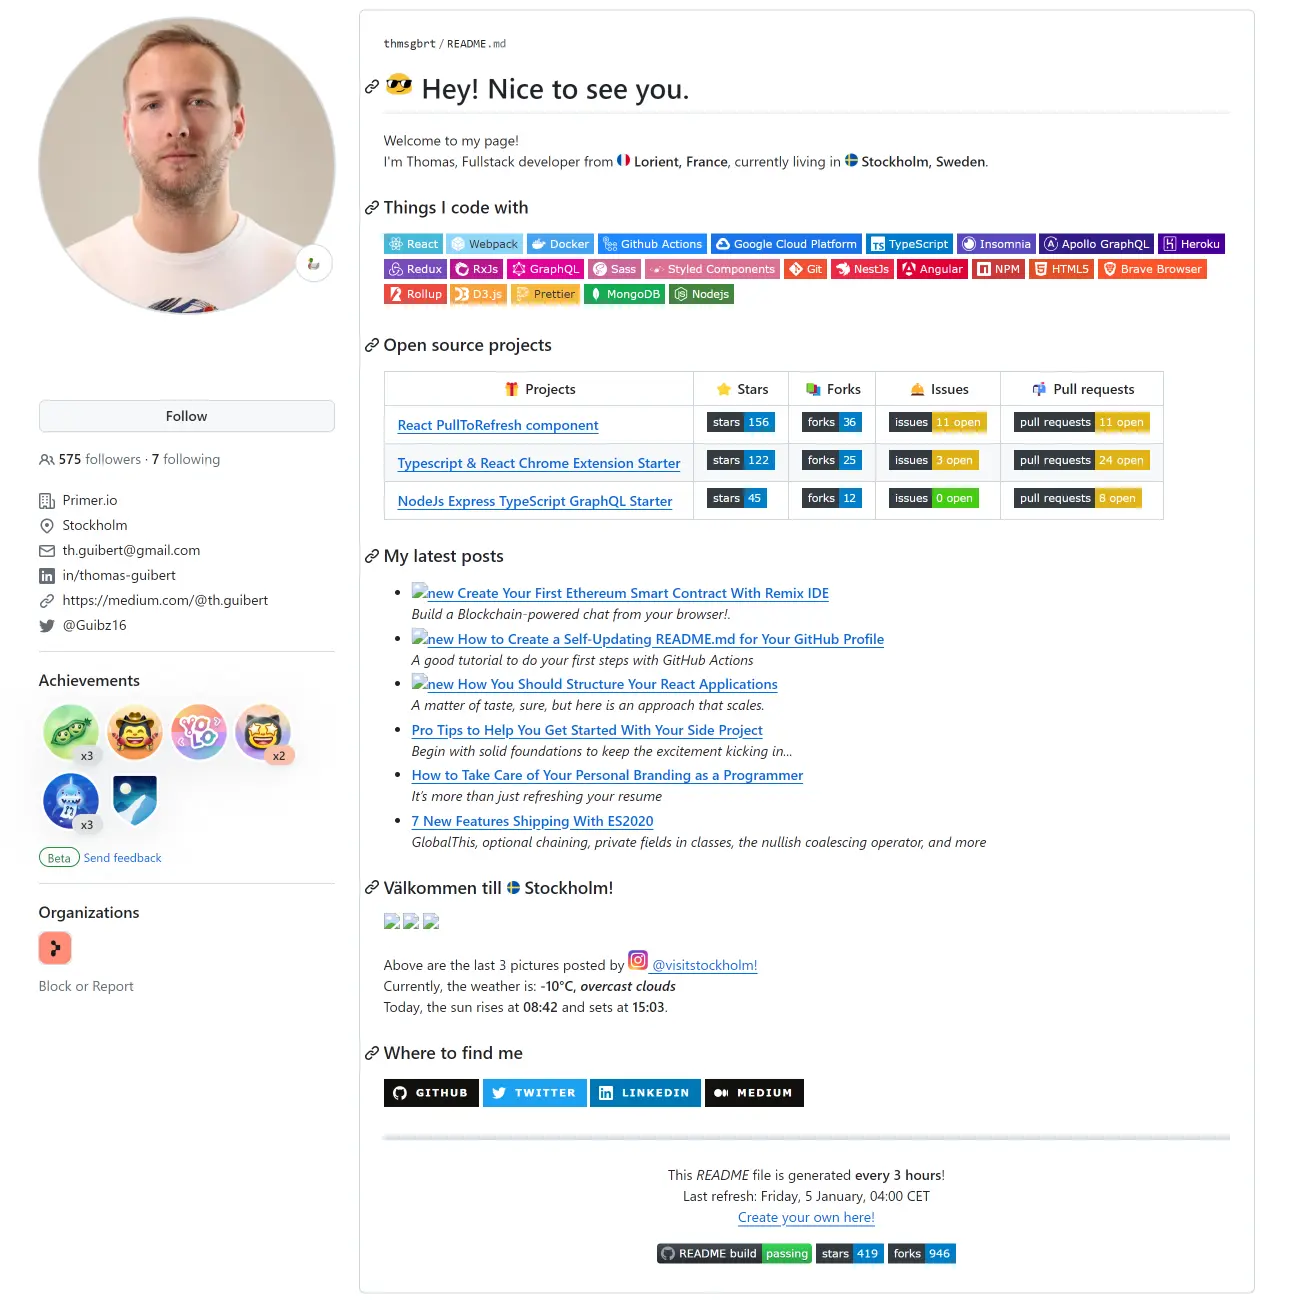 thmsgbrt / README.md
Hey! Nice to see you.
Welcome to my page!
I'm Thomas, Fullstack developer from Lorient, France, currently living in Stockholm, Sweden.
Things I code with
React Webpack Docker Github Actions Google Cloud Platform TypeScript Insomnia Apollo GraphQL Heroku
Redux RxJs GraphQL Sass Styled Components Git NestJs Angular NPM HTML5 Brave Browser
Rollup D3.js Prettier MongoDB Nodejs
Open source projects
Projects Stars Forks Issues Pull requests
React PullToRefresh component stars 156 forks 36 issues 11 open pull requests 11 open
Typescript & React Chrome Extension Starter stars 122 forks 25 issues 3 open pull requests 24 open
NodeJs Express TypeScript GraphQL Starter stars 45 forks 12 issues 0 open pull requests 8 open
My latest posts
new Create Your First Ethereum Smart Contract With Remix IDE
Build a Blockchain-powered chat from your browser!.
new How to Create a Self-Updating README.md for Your GitHub Profile
A good tutorial to do your first steps with GitHub Actions
new How You Should Structure Your React Applications
A matter of taste, sure, but here is an approach that scales.
Pro Tips to Help You Get Started With Your Side Project
Begin with solid foundations to keep the excitement kicking in...
How to Take Care of Your Personal Branding as a Programmer
It's more than just refreshing your resume
7 New Features Shipping With ES2020
GlobalThis, optional chaining, private fields in classes, the nullish coalescing operator, and more
Välkommen till Stockholm!
Above are the last 3 pictures posted by @visitstockholm!
Currently, the weather is: -10°C, overcast clouds
Today, the sun rises at 08:42 and sets at 15:03.
Where to find me
GITHUB TWITTER LINKEDIN MEDIUM
This README file is generated every 3 hours!
Last refresh: Friday, 5 January, 04:00 CET
Create your own here!
README build passing stars 419 forks 946
Follow
575 followers · 7 following
Primer.io
Stockholm
th.guibert@gmail.com
in/thomas-guibert
https://medium.com/@th.guibert
@Guibz16
Achievements
x3 YOLO x2
x3
Beta Send feedback
Organizations
Block or Report